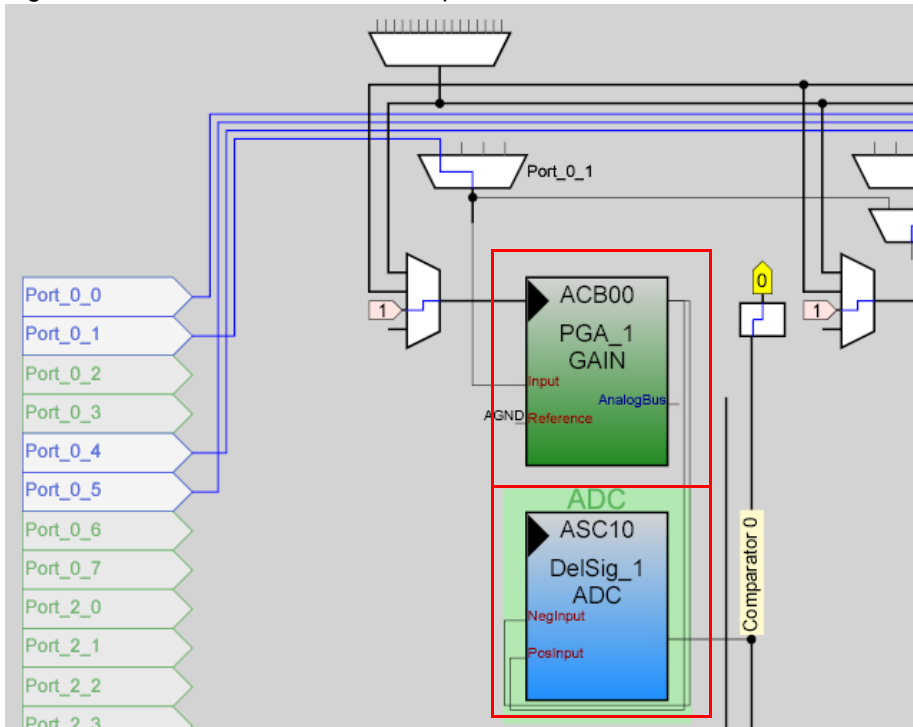 Port_0_1
Port_0_0
Port_0_1
Port_0_2
Port_0_3
Port_0_4
Port_0_5
Port_0_6
Port_0_7
Port_2_0
Port_2_1
Port_2_2
Port_2_3
1
ACB00
PGA_1
GAIN
Input
AnalogBus
AGND
Reference
ADC
ASC10
DelSig_1
ADC
NegInput
PosInput
0
Comparator 0
1